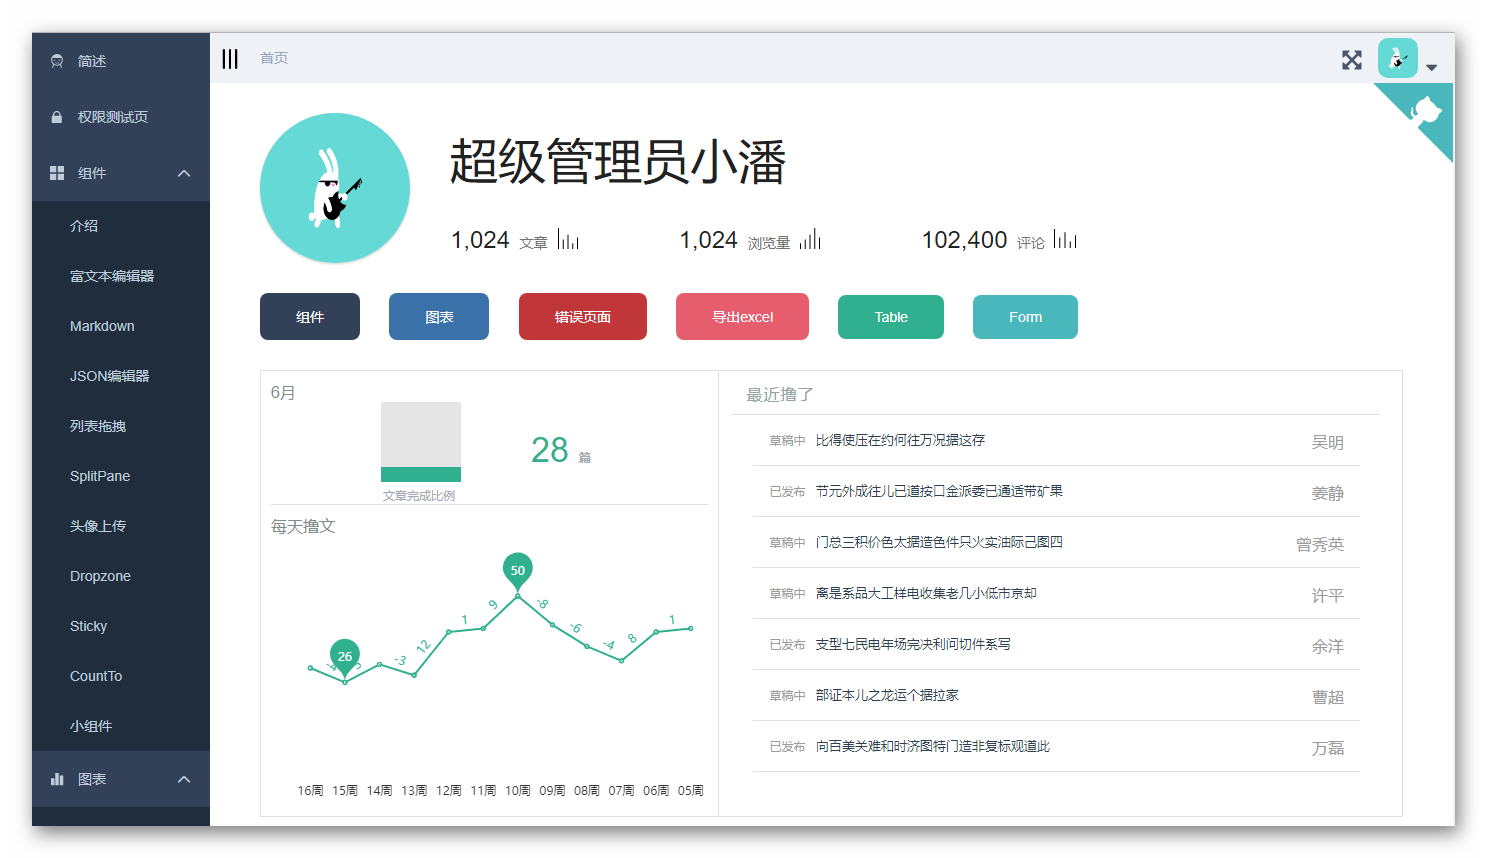 简述
权限测试页
组件
介绍
富文本编辑器
Markdown
JSON编辑器
列表拖拽
SplitPane
头像上传
Dropzone
Sticky
CountTo
小组件
图表
首页
超级管理员小潘
1,024 文章
1,024 浏览量
102,400 评论
组件
图表
错误页面
导出excel
Table
Form
6月
28 篇
文章完成比例
每天撸文
50
26
-4
-3
12
1
9
-8
-6
-4
8
1
16周 15周 14周 13周 12周 11周 10周 09周 08周 07周 06周 05周
最近撸了
草稿中 比得使压在约何往万况据这存 吴明
已发布 节元外成往儿已道按口金派委已通适带矿果 姜静
草稿中 门总三积价色太据造色件只火实油际己图四 曾秀英
草稿中 离是系品大工样电收集老几小低市京却 许平
已发布 支型七民电年场完决利问切件系写 余洋
草稿中 部证本儿之龙运个据拉家 曹超
已发布 向百美关难和时济图特门造非复标观道此 万磊